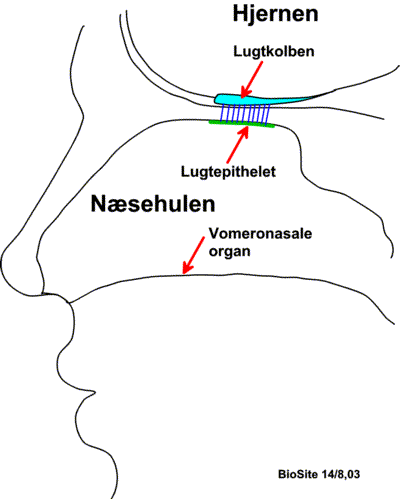 Hjernen
Lugtkolben
Lugtepithelet
Næsehulen
Vomeronasale
organ
BioSite 14/8,03